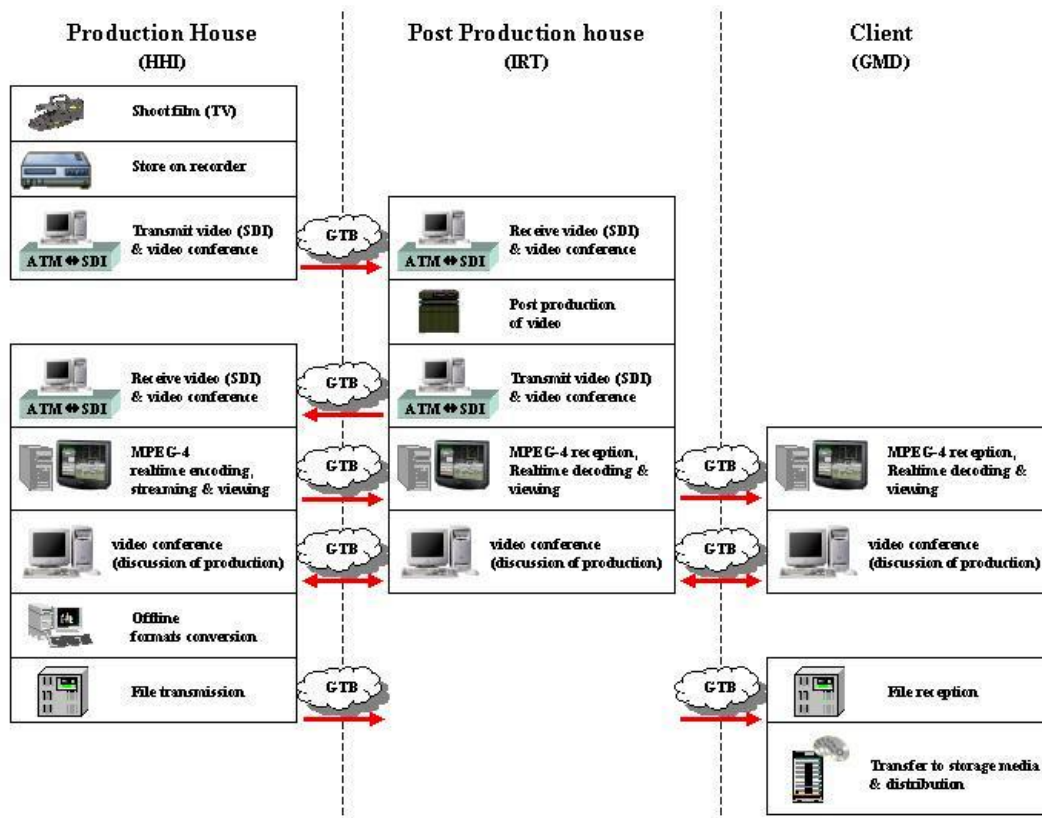 Production House
(HHI)
Post Production house
(IRT)
Client
(GMD)
Shoot film (TV)
Store on recorder
Transmit video (SDI)
& video conference
ATM ⇔ SDI
GTB
Receive video (SDI)
& video conference
ATM ⇔ SDI
Post production
of video
Receive video (SDI)
& video conference
ATM ⇔ SDI
GTB
Transmit video (SDI)
& video conference
ATM ⇔ SDI
MPEG-4
realtime encoding,
streaming & viewing
GTB
MPEG-4 reception,
Realtime decoding &
viewing
GTB
MPEG-4 reception,
Realtime decoding &
viewing
video conference
(discussion of production)
GTB
video conference
(discussion of production)
GTB
video conference
(discussion of production)
Offline
formats conversion
File transmission
GTB
GTB
File reception
Transfer to storage media
& distribution